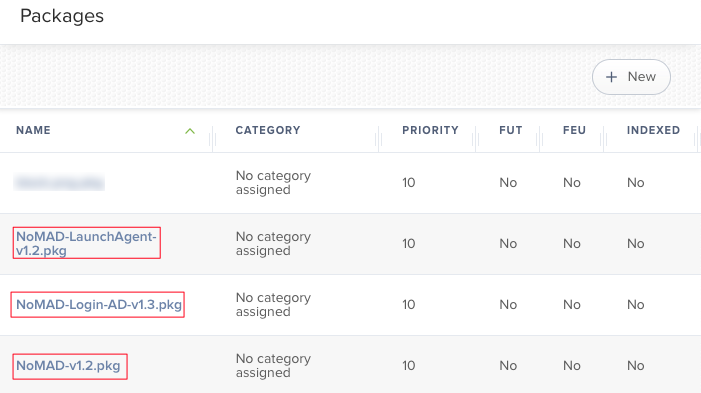 Packages
+ New
NAME CATEGORY PRIORITY FUT FEU INDEXED
No category
assigned
10 No No No
NoMAD-LaunchAgent-
v1.2.pkg
No category
assigned
10 No No No
NoMAD-Login-AD-v1.3.pkg
No category
assigned
10 No No No
NoMAD-v1.2.pkg
No category
assigned
10 No No No